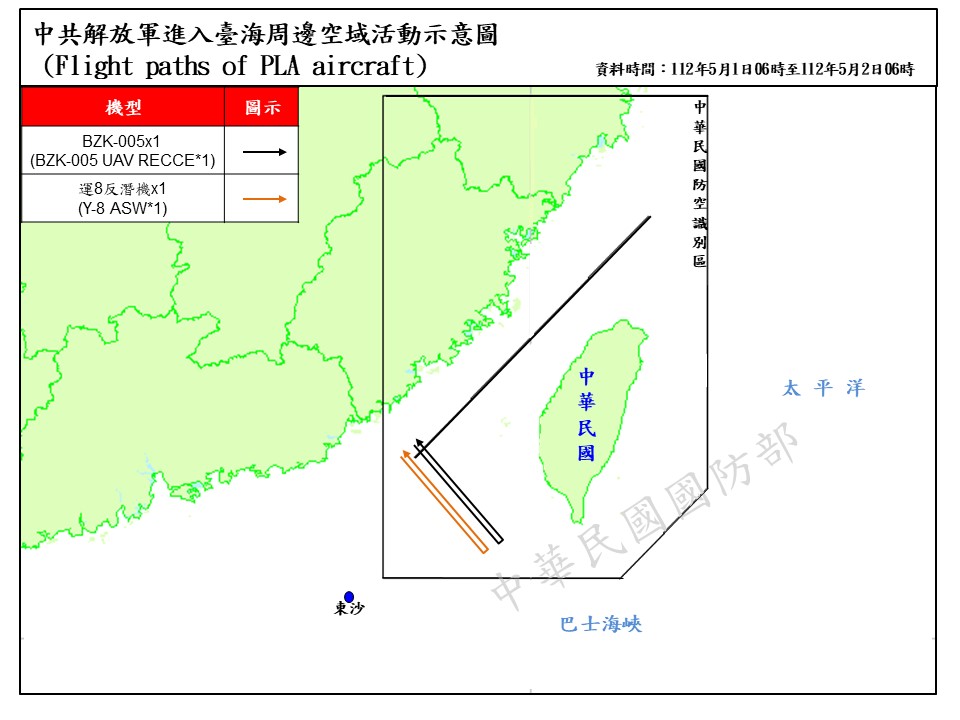 中共解放軍進入臺海周邊空域活動示意圖
(Flight paths of PLA aircraft)
資料時間：112年5月1日06時至112年5月2日06時
機型 圖示
BZK-005x1
(BZK-005 UAV RECCE*1)
運8反潛機x1
(Y-8 ASW*1)
中華民國防空識別區
中華民國
太平洋
中華民國國防部
東沙
巴士海峽